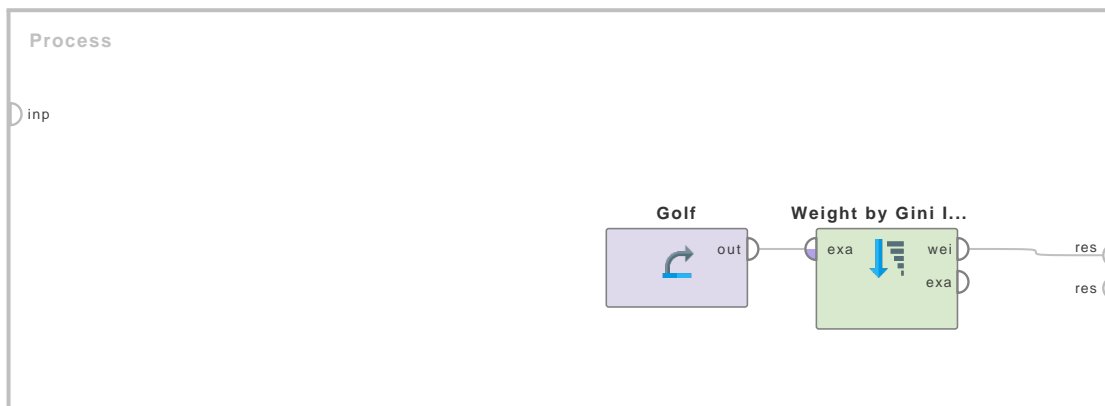 Process
inp
Golf
Weight by Gini I...
out
exa
wei
res
exa
res